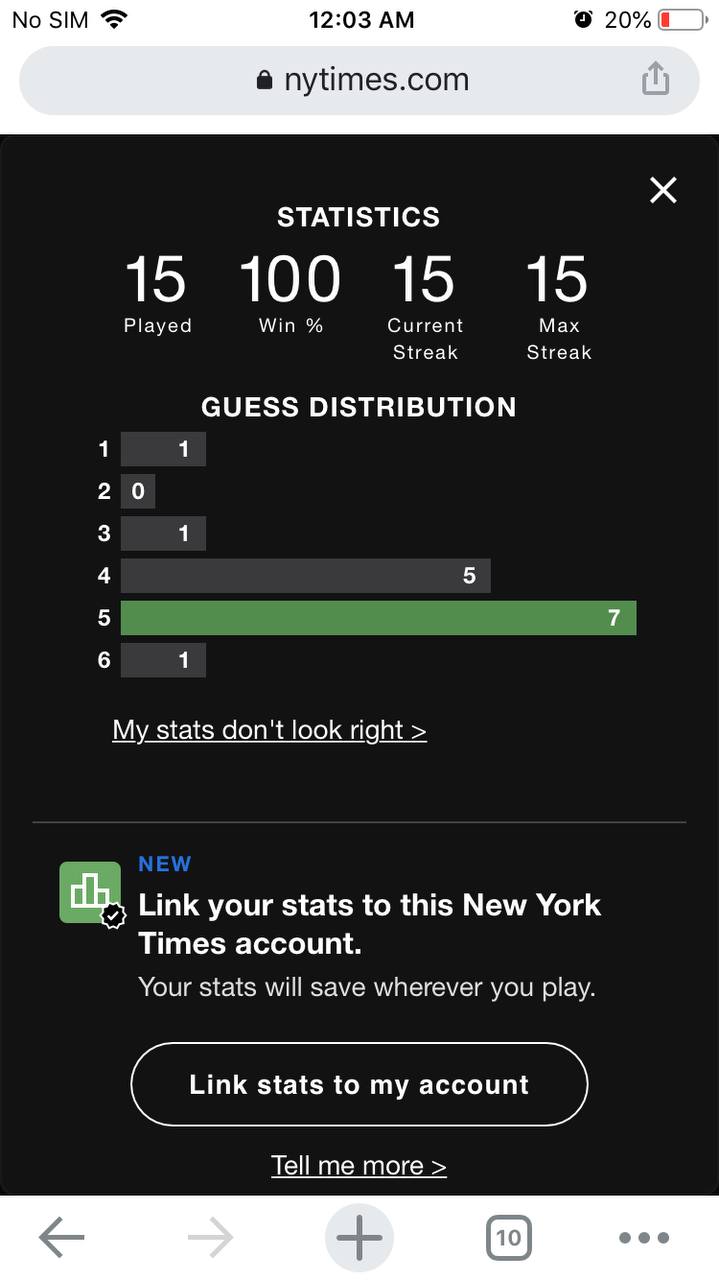 No SIM 12:03 AM 20%
nytimes.com
STATISTICS
15 100 15 15
Played Win % Current Streak Max Streak
GUESS DISTRIBUTION
1 1
2 0
3 1
4 5
5 7
6 1
My stats don't look right >
NEW
Link your stats to this New York
Times account.
Your stats will save wherever you play.
Link stats to my account
Tell me more >
10